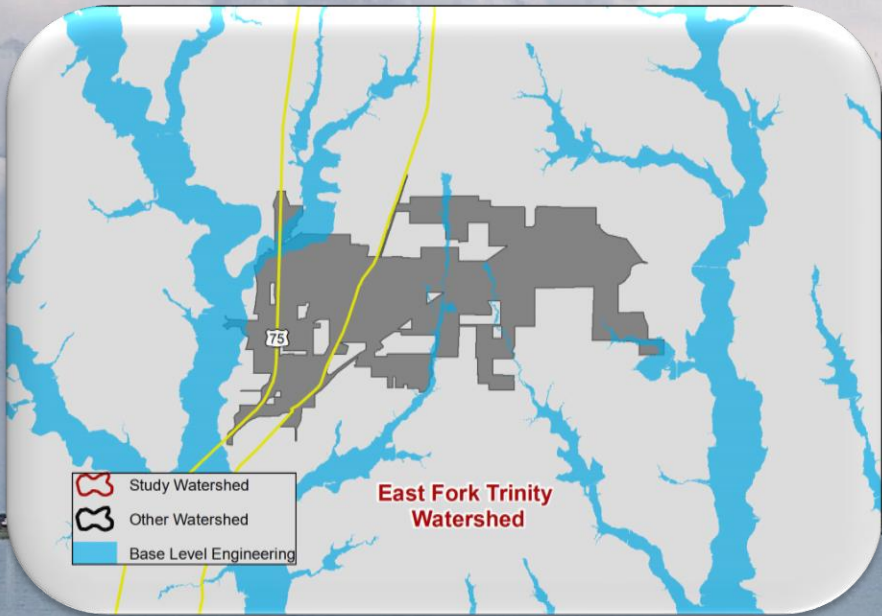 75
East Fork Trinity
Watershed
Study Watershed
Other Watershed
Base Level Engineering